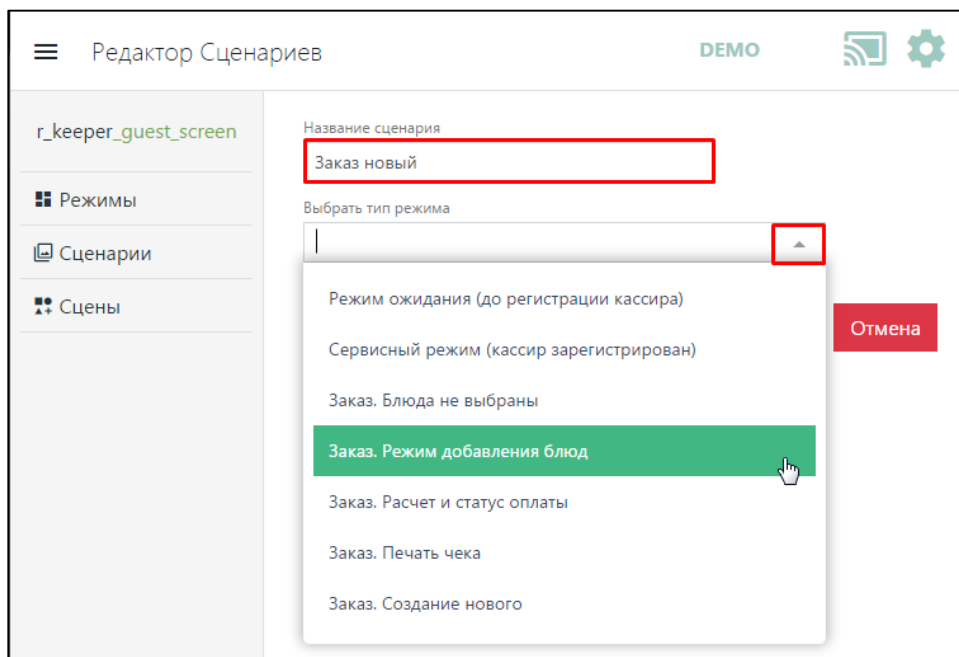 Редактор Сценариев
DEMO
r_keeper_guest_screen
Режимы
Сценарии
Сцены
Название сценария
Заказ новый
Выбрать тип режима
Режим ожидания (до регистрации кассира)
Сервисный режим (кассир зарегистрирован)
Заказ. Блюда не выбраны
Заказ. Режим добавления блюд
Заказ. Расчет и статус оплаты
Заказ. Печать чека
Заказ. Создание нового
Отмена